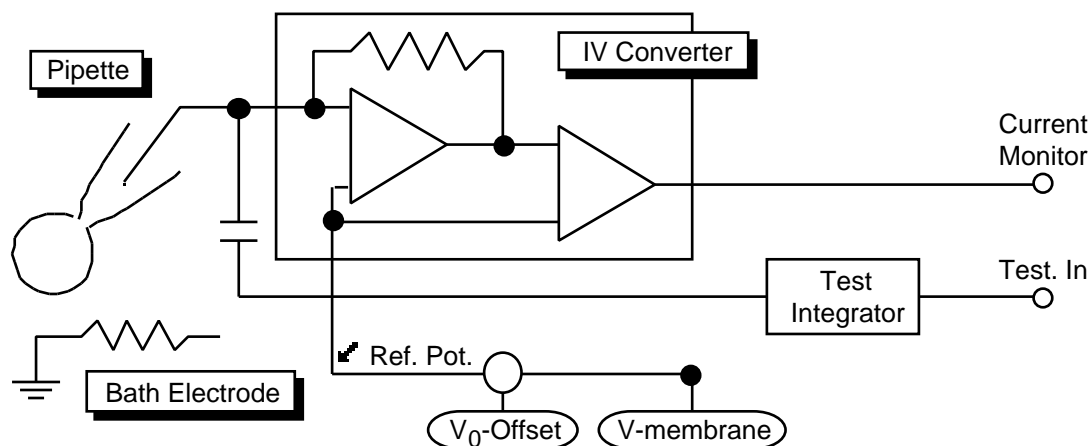 IV Converter
Pipette
Current
Monitor
Test
Integrator
Test. In
Ref. Pot.
Bath Electrode
V0-Offset
V-membrane